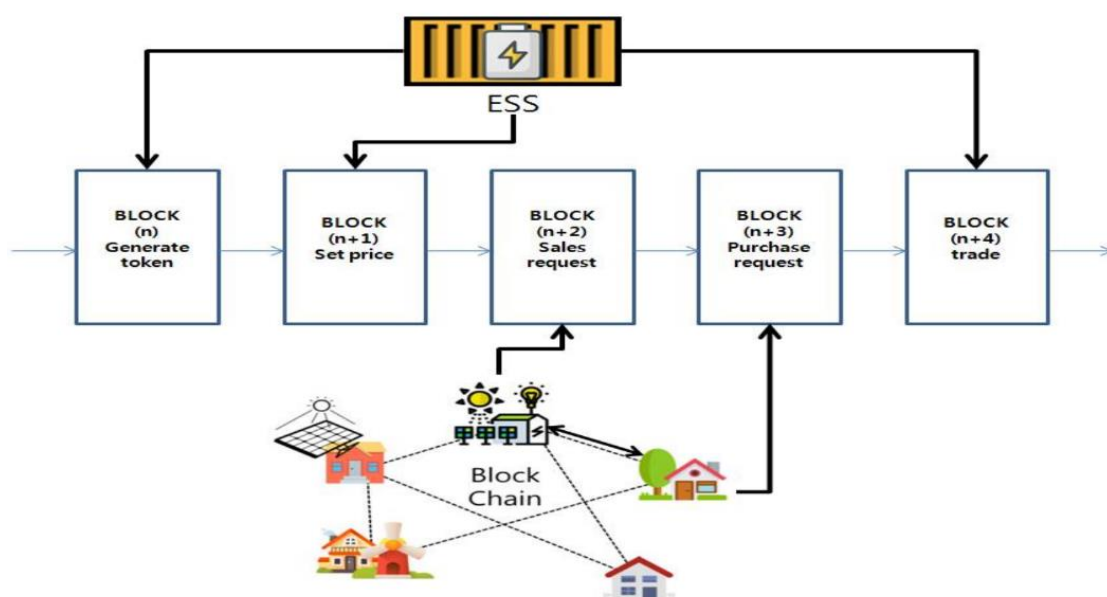 ESS
BLOCK
(n)
Generate
token
BLOCK
(n+1)
Set price
BLOCK
(n+2)
Sales
request
BLOCK
(n+3)
Purchase
request
BLOCK
(n+4)
trade
Block
Chain